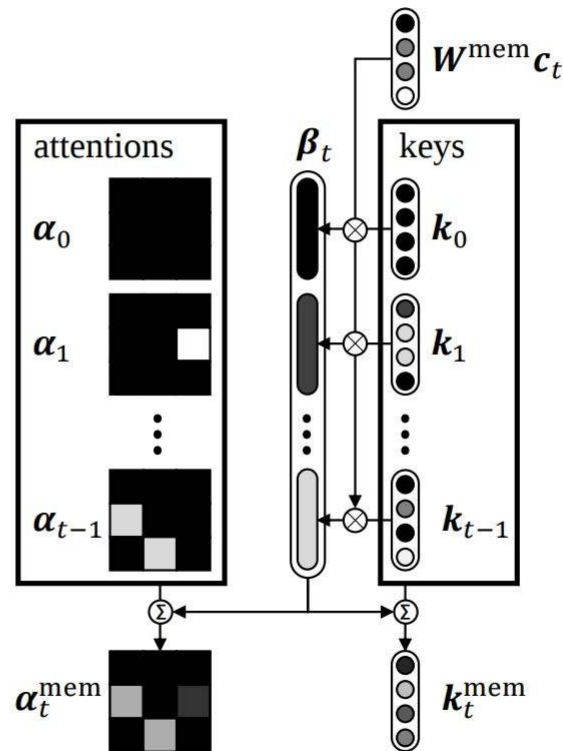 W^mem c_t
attentions
β_t
keys
α_0
k_0
α_1
k_1
α_{t−1}
k_{t−1}
Σ
Σ
α_t^mem
k_t^mem